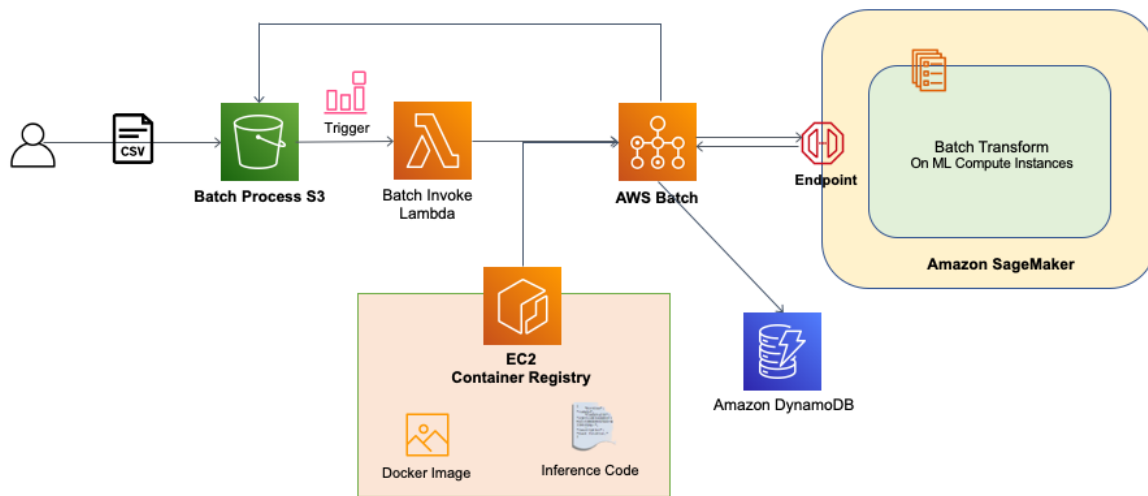 CSV
Batch Process S3
Trigger
Batch Invoke
Lambda
AWS Batch
Endpoint
Batch Transform
On ML Compute Instances
Amazon SageMaker
EC2
Container Registry
Docker Image
Inference Code
Amazon DynamoDB